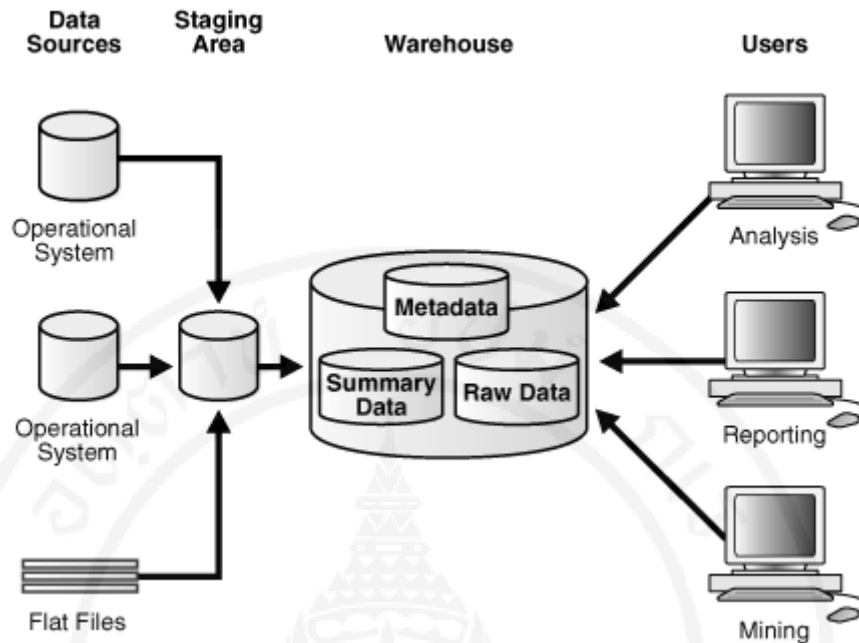 Data
Sources
Staging
Area
Warehouse
Users
Operational
System
Operational
System
Flat Files
Metadata
Summary
Data
Raw Data
Analysis
Reporting
Mining